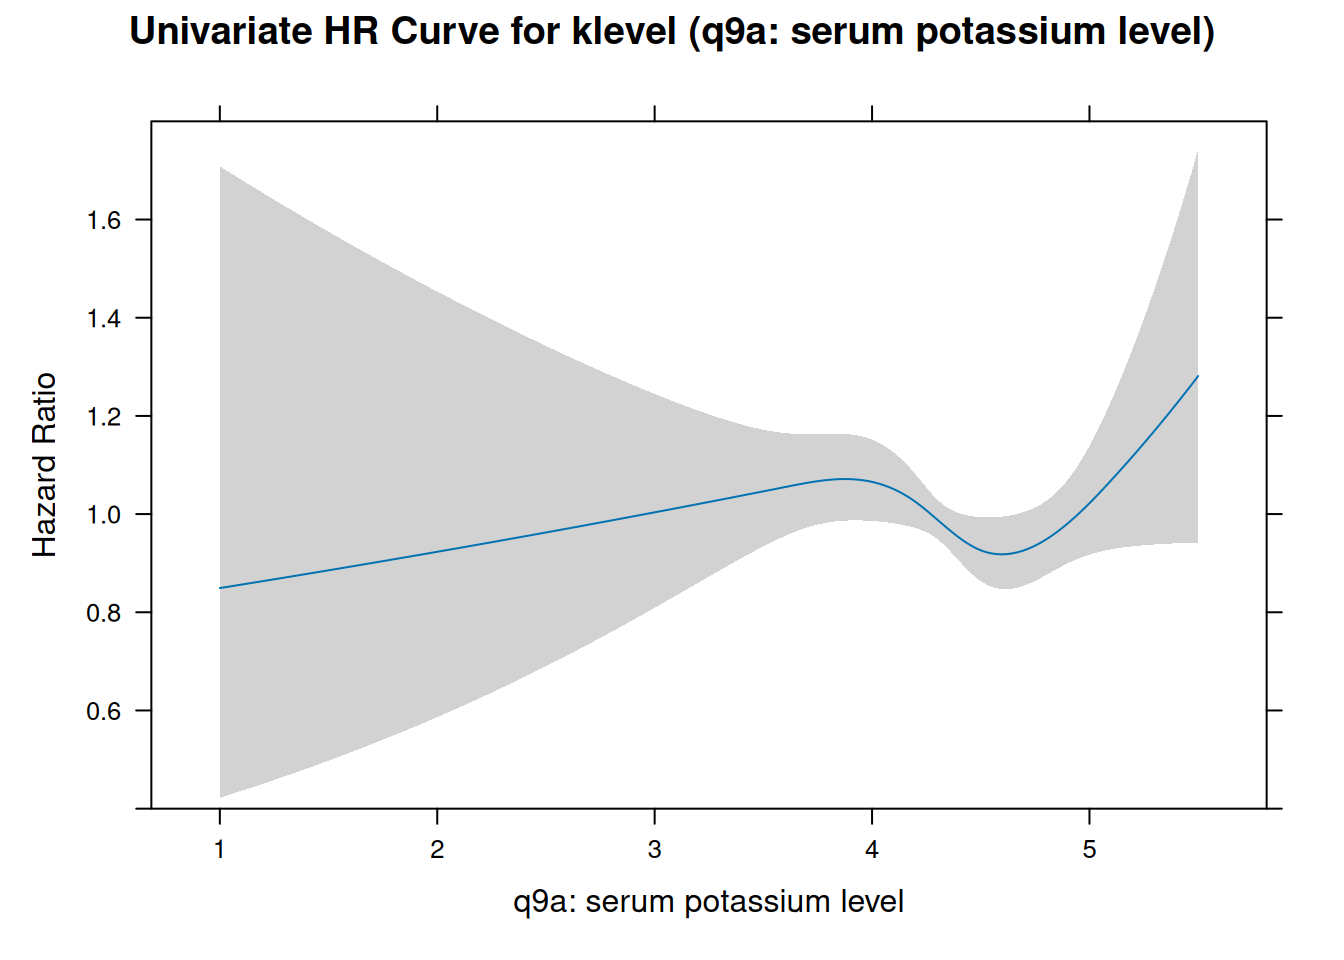 Univariate HR Curve for klevel (q9a: serum potassium level)
Hazard Ratio
1.6
1.4
1.2
1.0
0.8
0.6
1 2 3 4 5
q9a: serum potassium level